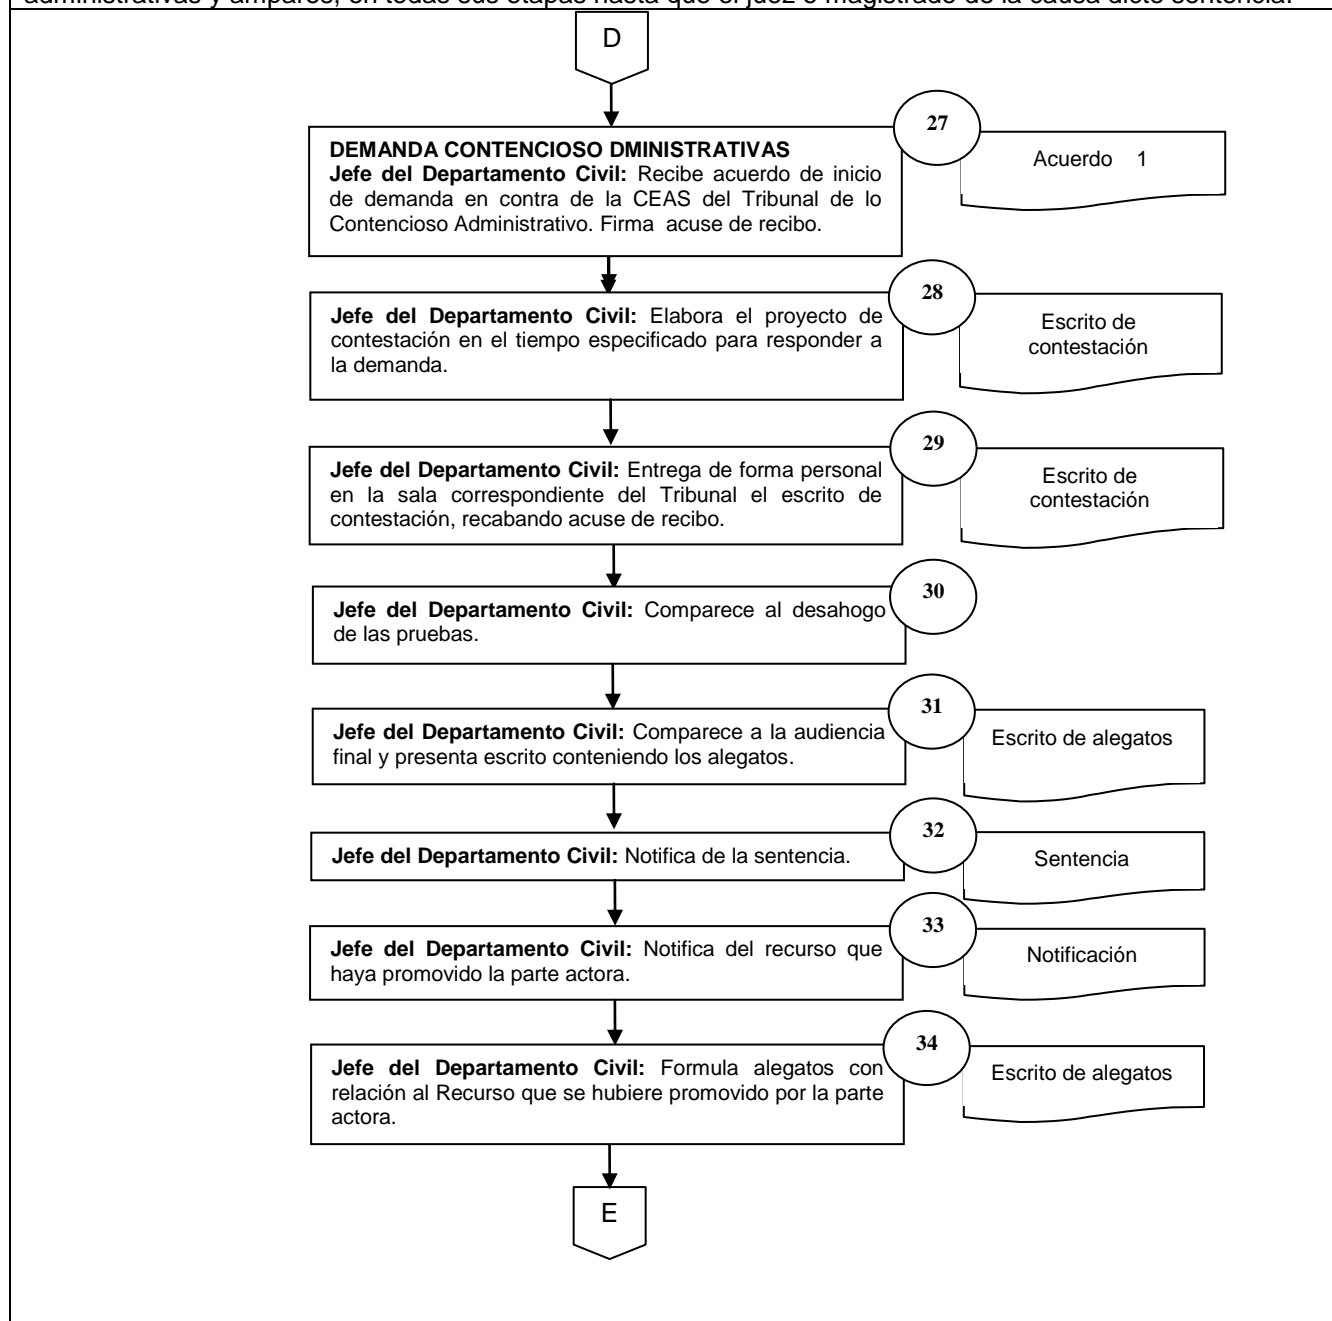 administrativas y amparos, en todas sus etapas hasta que el juez o magistrado de la causa dicte sentencia.
D
27
DEMANDA CONTENCIOSO DMINISTRATIVAS
Jefe del Departamento Civil: Recibe acuerdo de inicio
de demanda en contra de la CEAS del Tribunal de lo
Contencioso Administrativo. Firma acuse de recibo.
Acuerdo 1
28
Jefe del Departamento Civil: Elabora el proyecto de
contestación en el tiempo especificado para responder a
la demanda.
Escrito de
contestación
29
Jefe del Departamento Civil: Entrega de forma personal
en la sala correspondiente del Tribunal el escrito de
contestación, recabando acuse de recibo.
Escrito de
contestación
30
Jefe del Departamento Civil: Comparece al desahogo
de las pruebas.
31
Jefe del Departamento Civil: Comparece a la audiencia
final y presenta escrito conteniendo los alegatos.
Escrito de alegatos
32
Jefe del Departamento Civil: Notifica de la sentencia.
Sentencia
33
Jefe del Departamento Civil: Notifica del recurso que
haya promovido la parte actora.
Notificación
34
Jefe del Departamento Civil: Formula alegatos con
relación al Recurso que se hubiere promovido por la parte
actora.
Escrito de alegatos
E